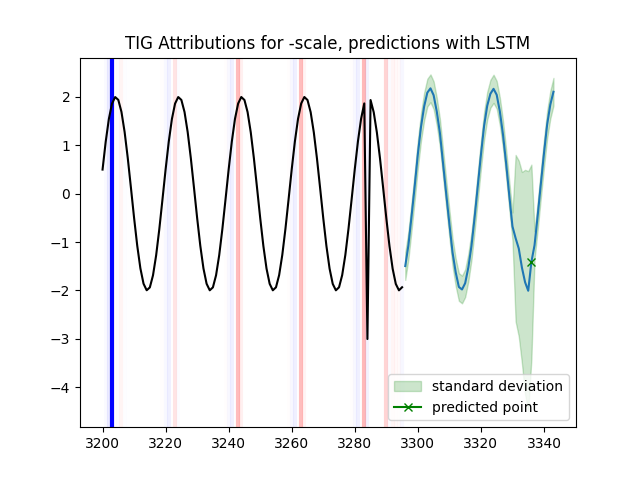 TIG Attributions for -scale, predictions with LSTM
2
1
0
−1
−2
−3
−4
standard deviation
predicted point
3200 3220 3240 3260 3280 3300 3320 3340